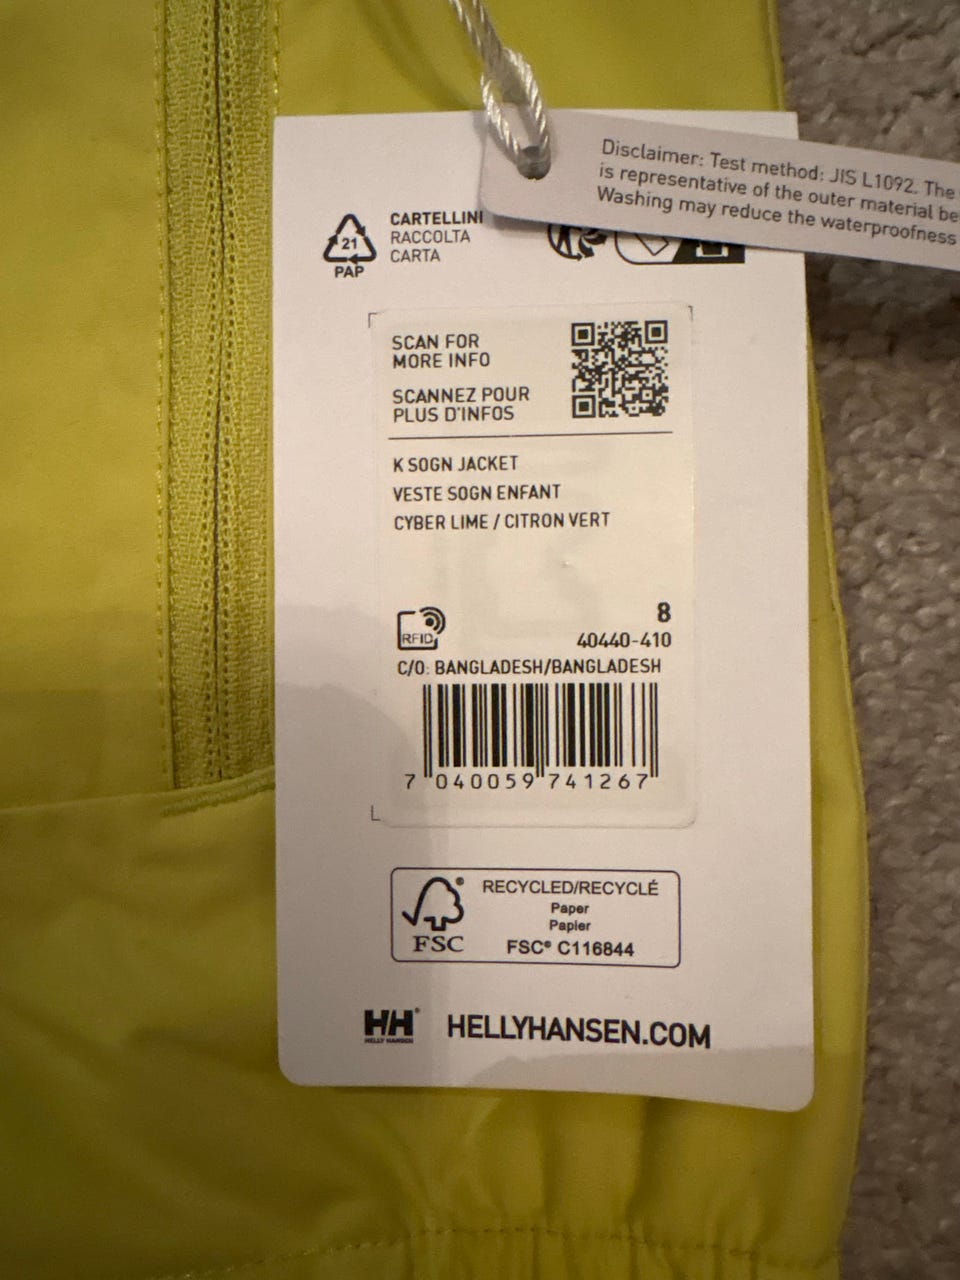 Disclaimer: Test method: JIS L1092. The
is representative of the outer material be
Washing may reduce the waterproofness
CARTELLINI
RACCOLTA
CARTA
21
PAP
SCAN FOR
MORE INFO
SCANNEZ POUR
PLUS D'INFOS
K SOGN JACKET
VESTE SOGN ENFANT
CYBER LIME / CITRON VERT
RFID
8
40440-410
C/O: BANGLADESH/BANGLADESH
7 040059 741267
RECYCLED/RECYCLÉ
Paper
Papier
FSC® C116844
FSC
HH®
HELLY HANSEN
HELLYHANSEN.COM